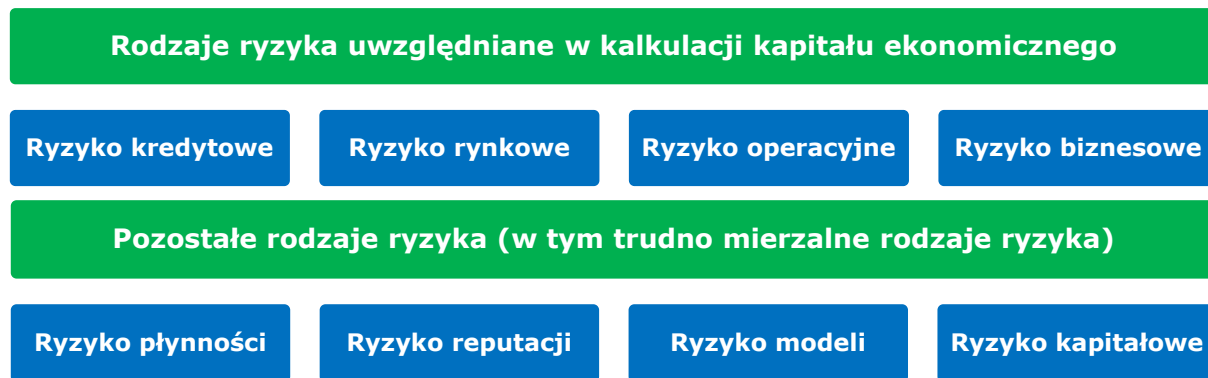 Rodzaje ryzyka uwzględniane w kalkulacji kapitału ekonomicznego
Ryzyko kredytowe
Ryzyko rynkowe
Ryzyko operacyjne
Ryzyko biznesowe
Pozostałe rodzaje ryzyka (w tym trudno mierzalne rodzaje ryzyka)
Ryzyko płynności
Ryzyko reputacji
Ryzyko modeli
Ryzyko kapitałowe